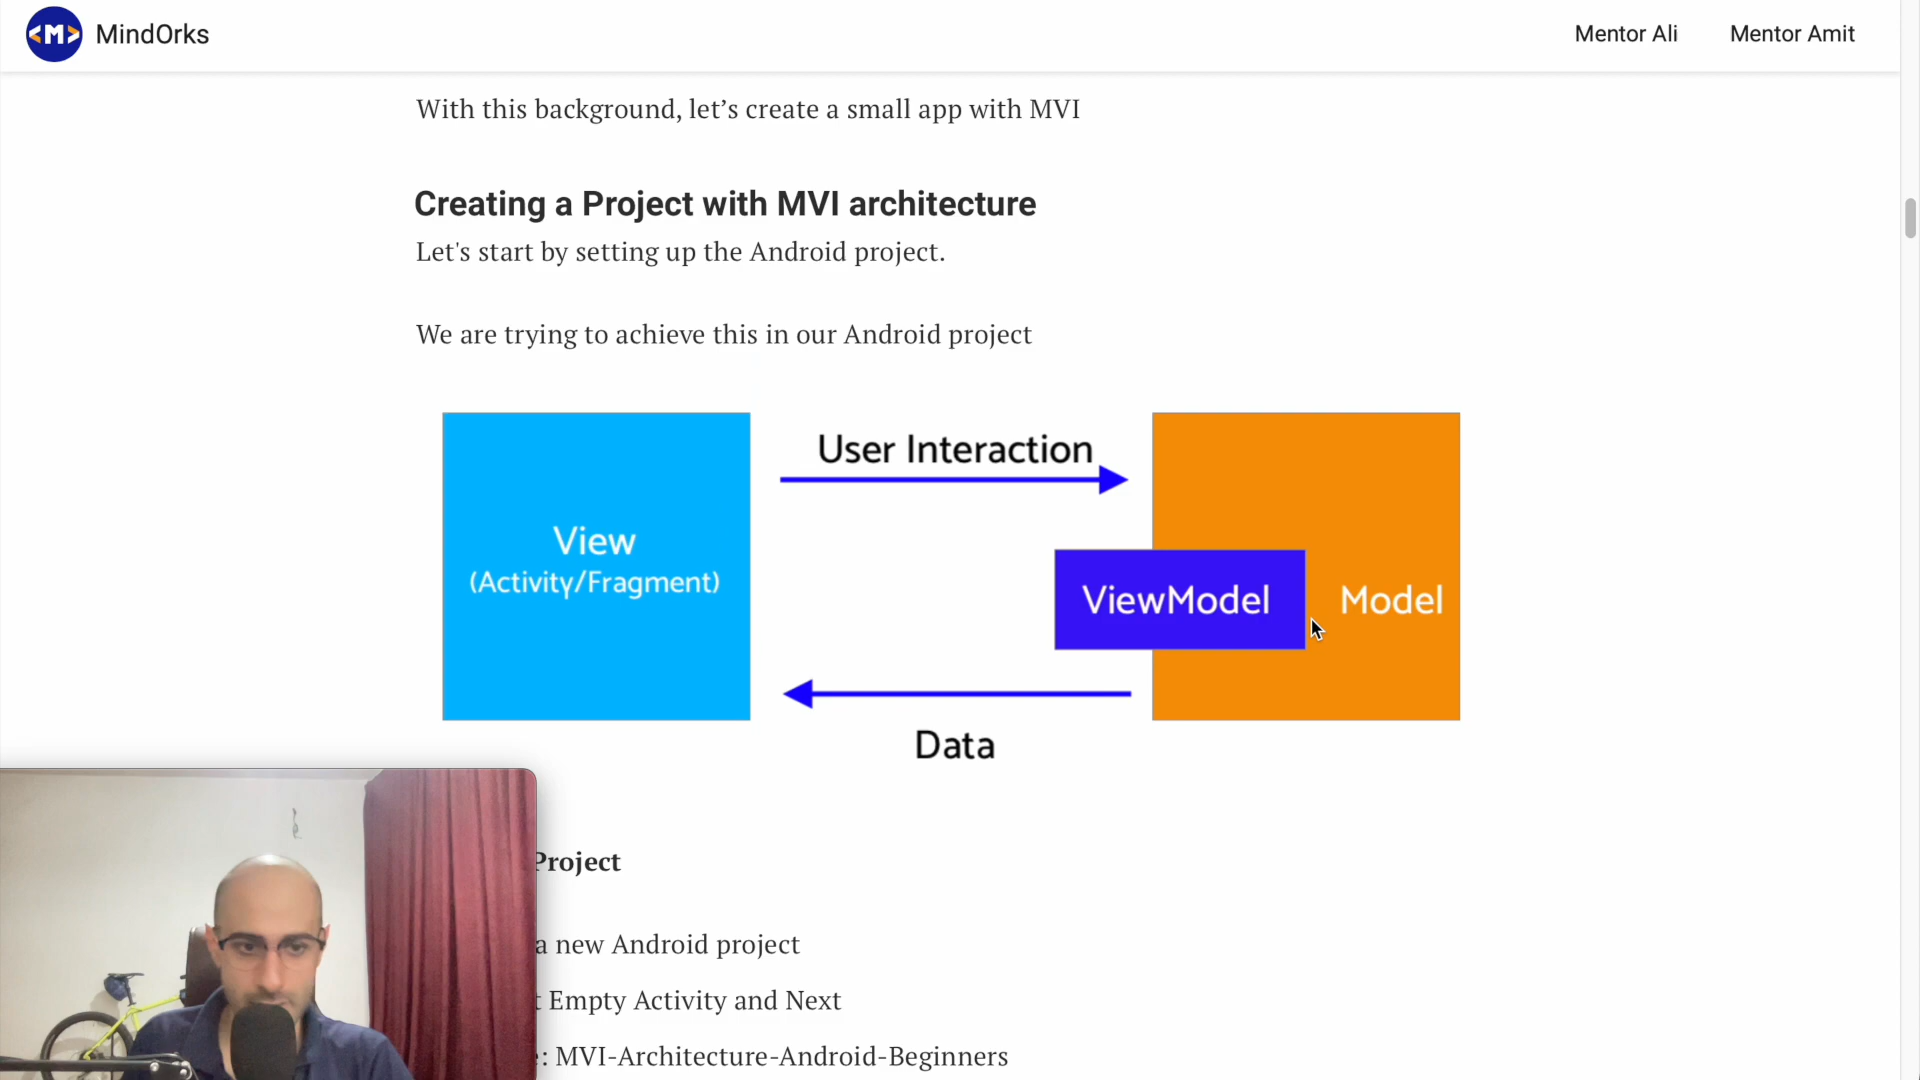 <M> MindOrks
Mentor Ali
Mentor Amit
With this background, let’s create a small app with MVI
Creating a Project with MVI architecture
Let's start by setting up the Android project.
We are trying to achieve this in our Android project
User Interaction
View
(Activity/Fragment)
ViewModel
Model
Data
Project
a new Android project
t Empty Activity and Next
e: MVI-Architecture-Android-Beginners